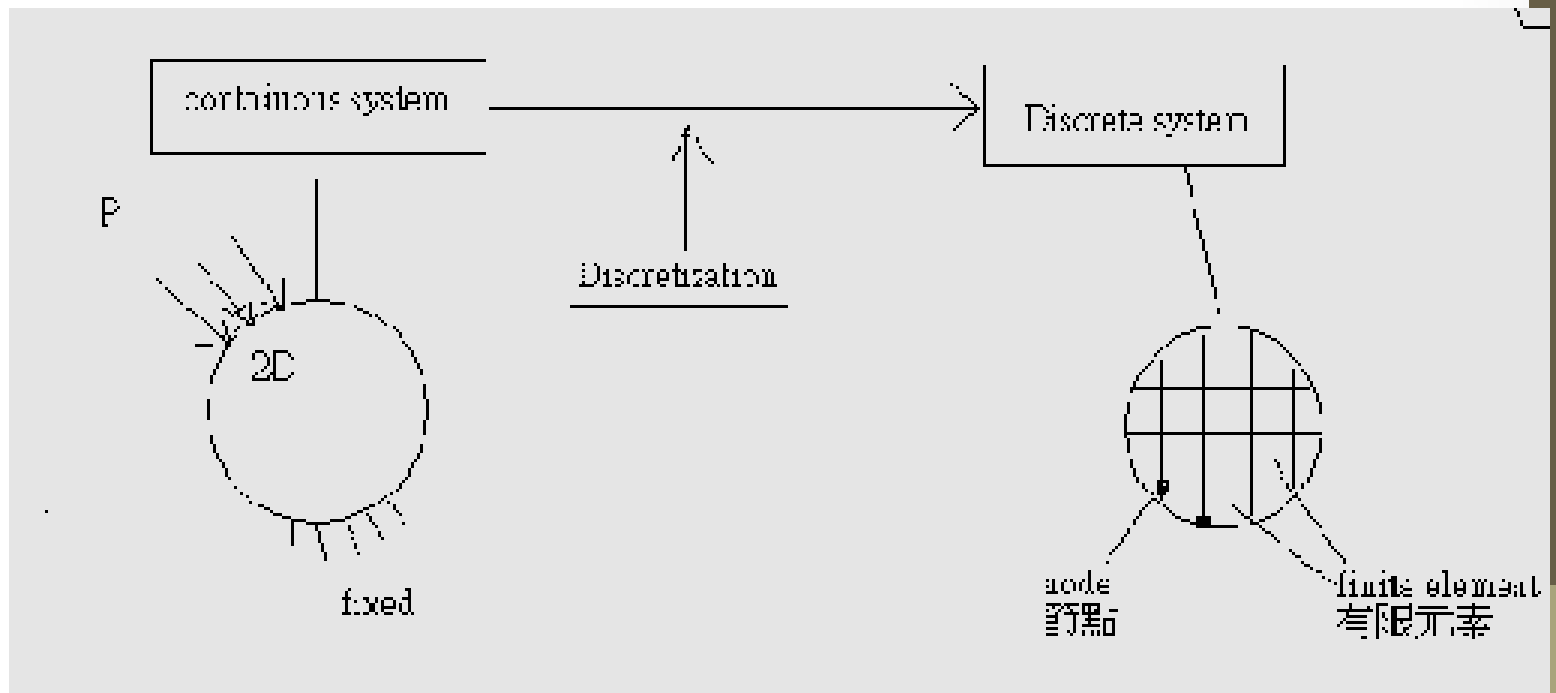 continuous system
Discrete system
P
Discretization
2D
fixed
node
節點
finite element
有限元素